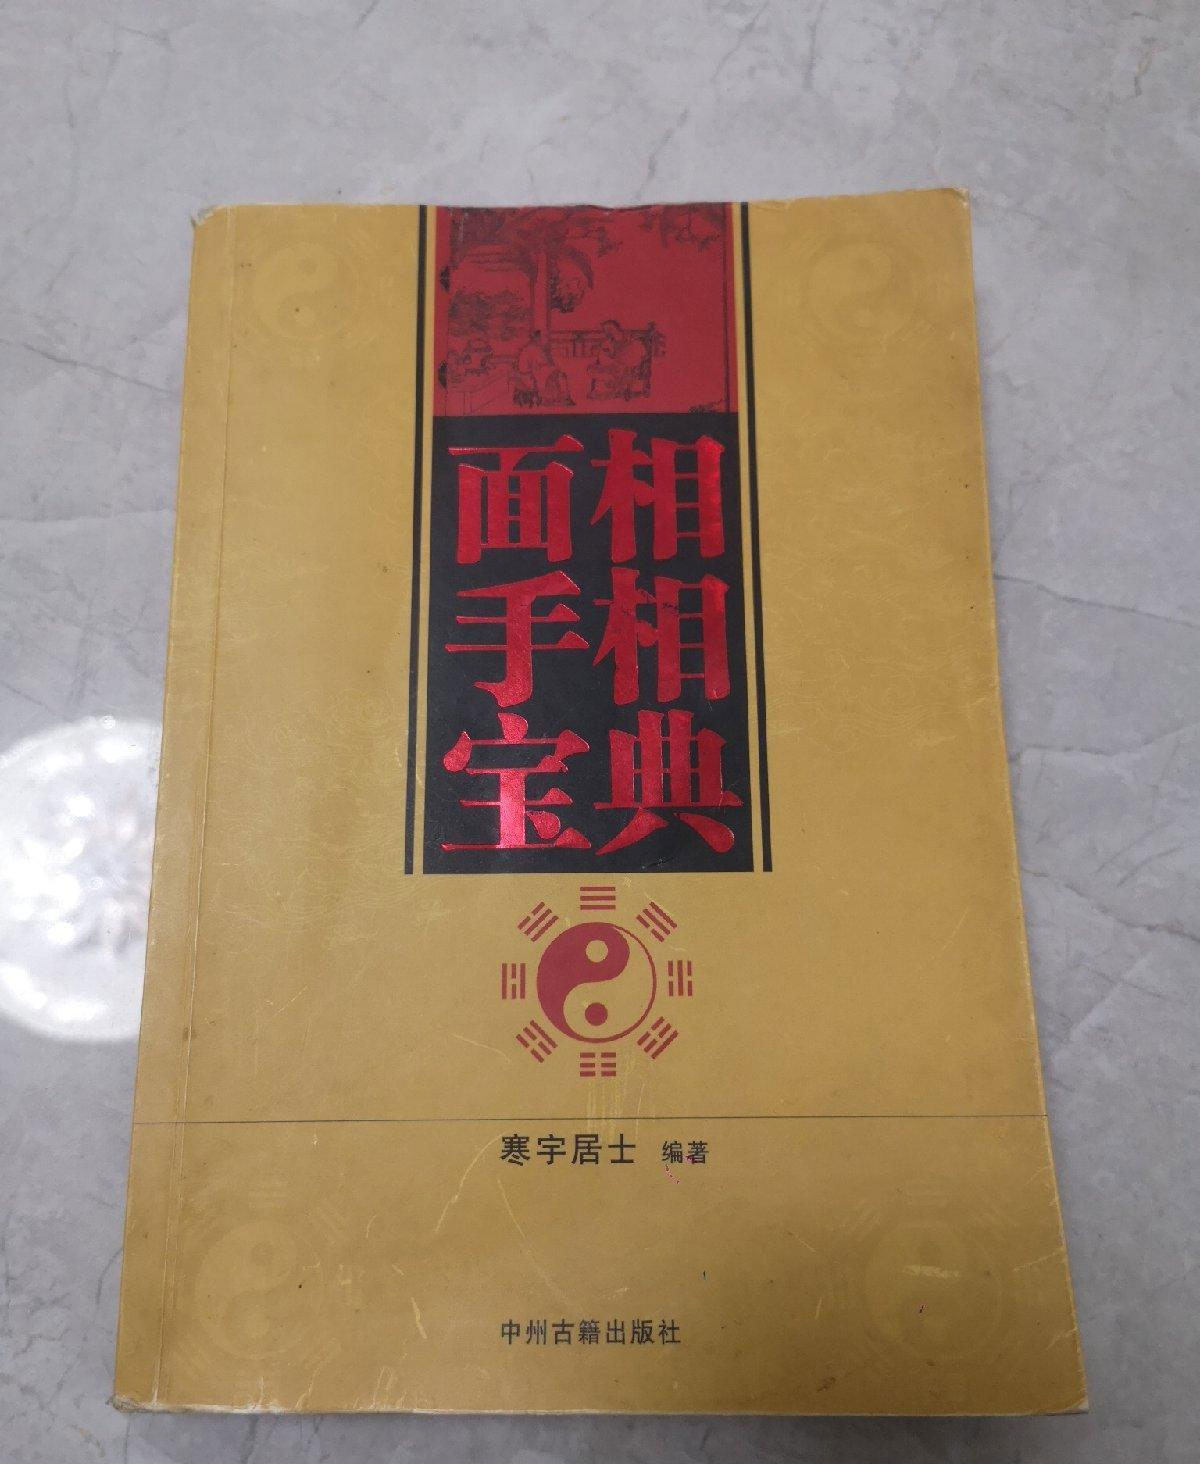 面相
手相
宝典
寒宇居士 编著
中州古籍出版社